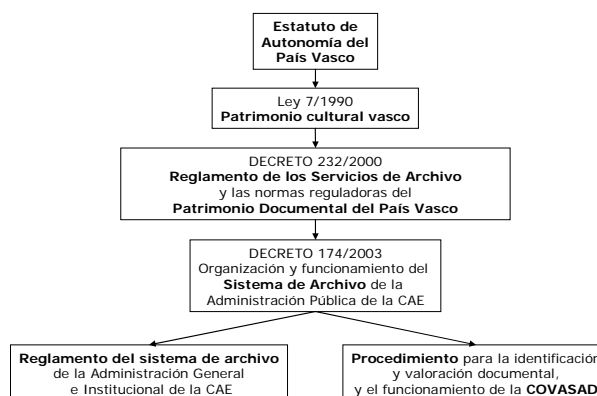 Estatuto de
Autonomía del
País Vasco
Ley 7/1990
Patrimonio cultural vasco
DECRETO 232/2000
Reglamento de los Servicios de Archivo
y las normas reguladoras del
Patrimonio Documental del País Vasco
DECRETO 174/2003
Organización y funcionamiento del
Sistema de Archivo de la
Administración Pública de la CAE
Reglamento del sistema de archivo
de la Administración General
e Institucional de la CAE
Procedimiento para la identificación
y valoración documental,
y el funcionamiento de la COVASAD